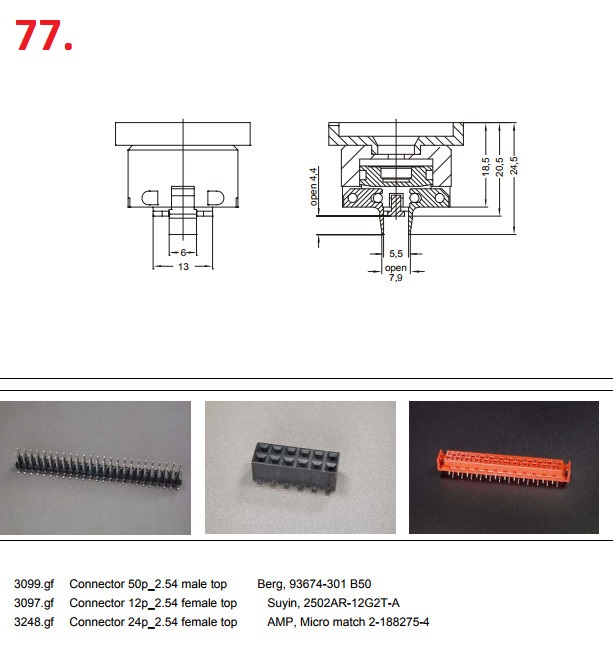 77.
open 4,4
18,5
20,5
24,5
6
13
5,5
open
7,9
3099.gf Connector 50p_2.54 male top Berg, 93674-301 B50
3097.gf Connector 12p_2.54 female top Suyin, 2502AR-12G2T-A
3248.gf Connector 24p_2.54 female top AMP, Micro match 2-188275-4